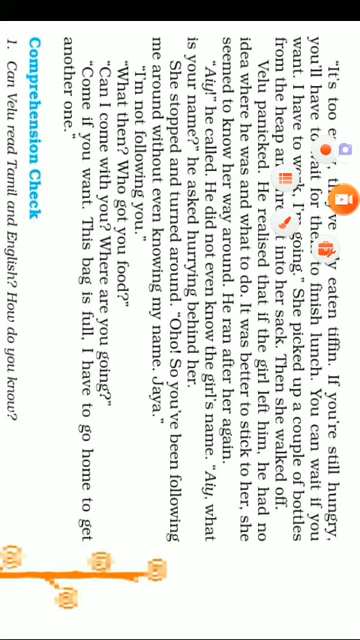 "It's too they've eaten tiffin. If you're still hungry,
you'll have to wait for the to finish lunch. You can wait if you
want. I have to work, I'm going." She picked up a couple of bottles
from the heap an into her sack. Then she walked off.
Velu panicked. He realised that if the girl left him, he had no
idea where he was and what to do. It was better to stick to her, she
seemed to know her way around. He ran after her again.
"Aiy!" he called. He did not even know the girl's name. "Aiy, what
is your name?" he asked hurrying behind her.
She stopped and turned around. "Oho! So you've been following
me around without even knowing my name. Jaya."
"I'm not following you."
"What then? Who got you food?"
"Can I come with you? Where are you going?"
"Come if you want. This bag is full, I have to go home to get
another one."
Comprehension Check
1. Can Velu read Tamil and English? How do you know?